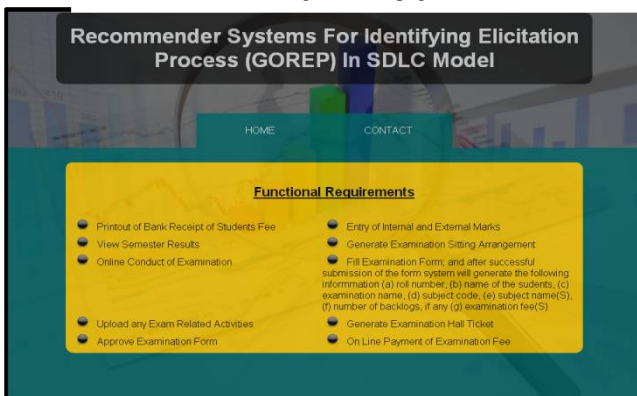 Recommender Systems For Identifying Elicitation
Process (GOREP) In SDLC Model
HOME
CONTACT
Functional Requirements
Printout of Bank Receipt of Students Fee
View Semester Results
Online Conduct of Examination
Upload any Exam Related Activities
Approve Examination Form
Entry of Internal and External Marks
Generate Examination Sitting Arrangement
Fill Examination Form; and after successful
submission of the form system will generate the following
informmation (a) roll number, (b) name of the sudents, (c)
examination name, (d) subject code, (e) subject name(S),
(f) number of backlogs, if any (g) examination fee(S)
Generate Examination Hall Ticket
On Line Payment of Examination Fee